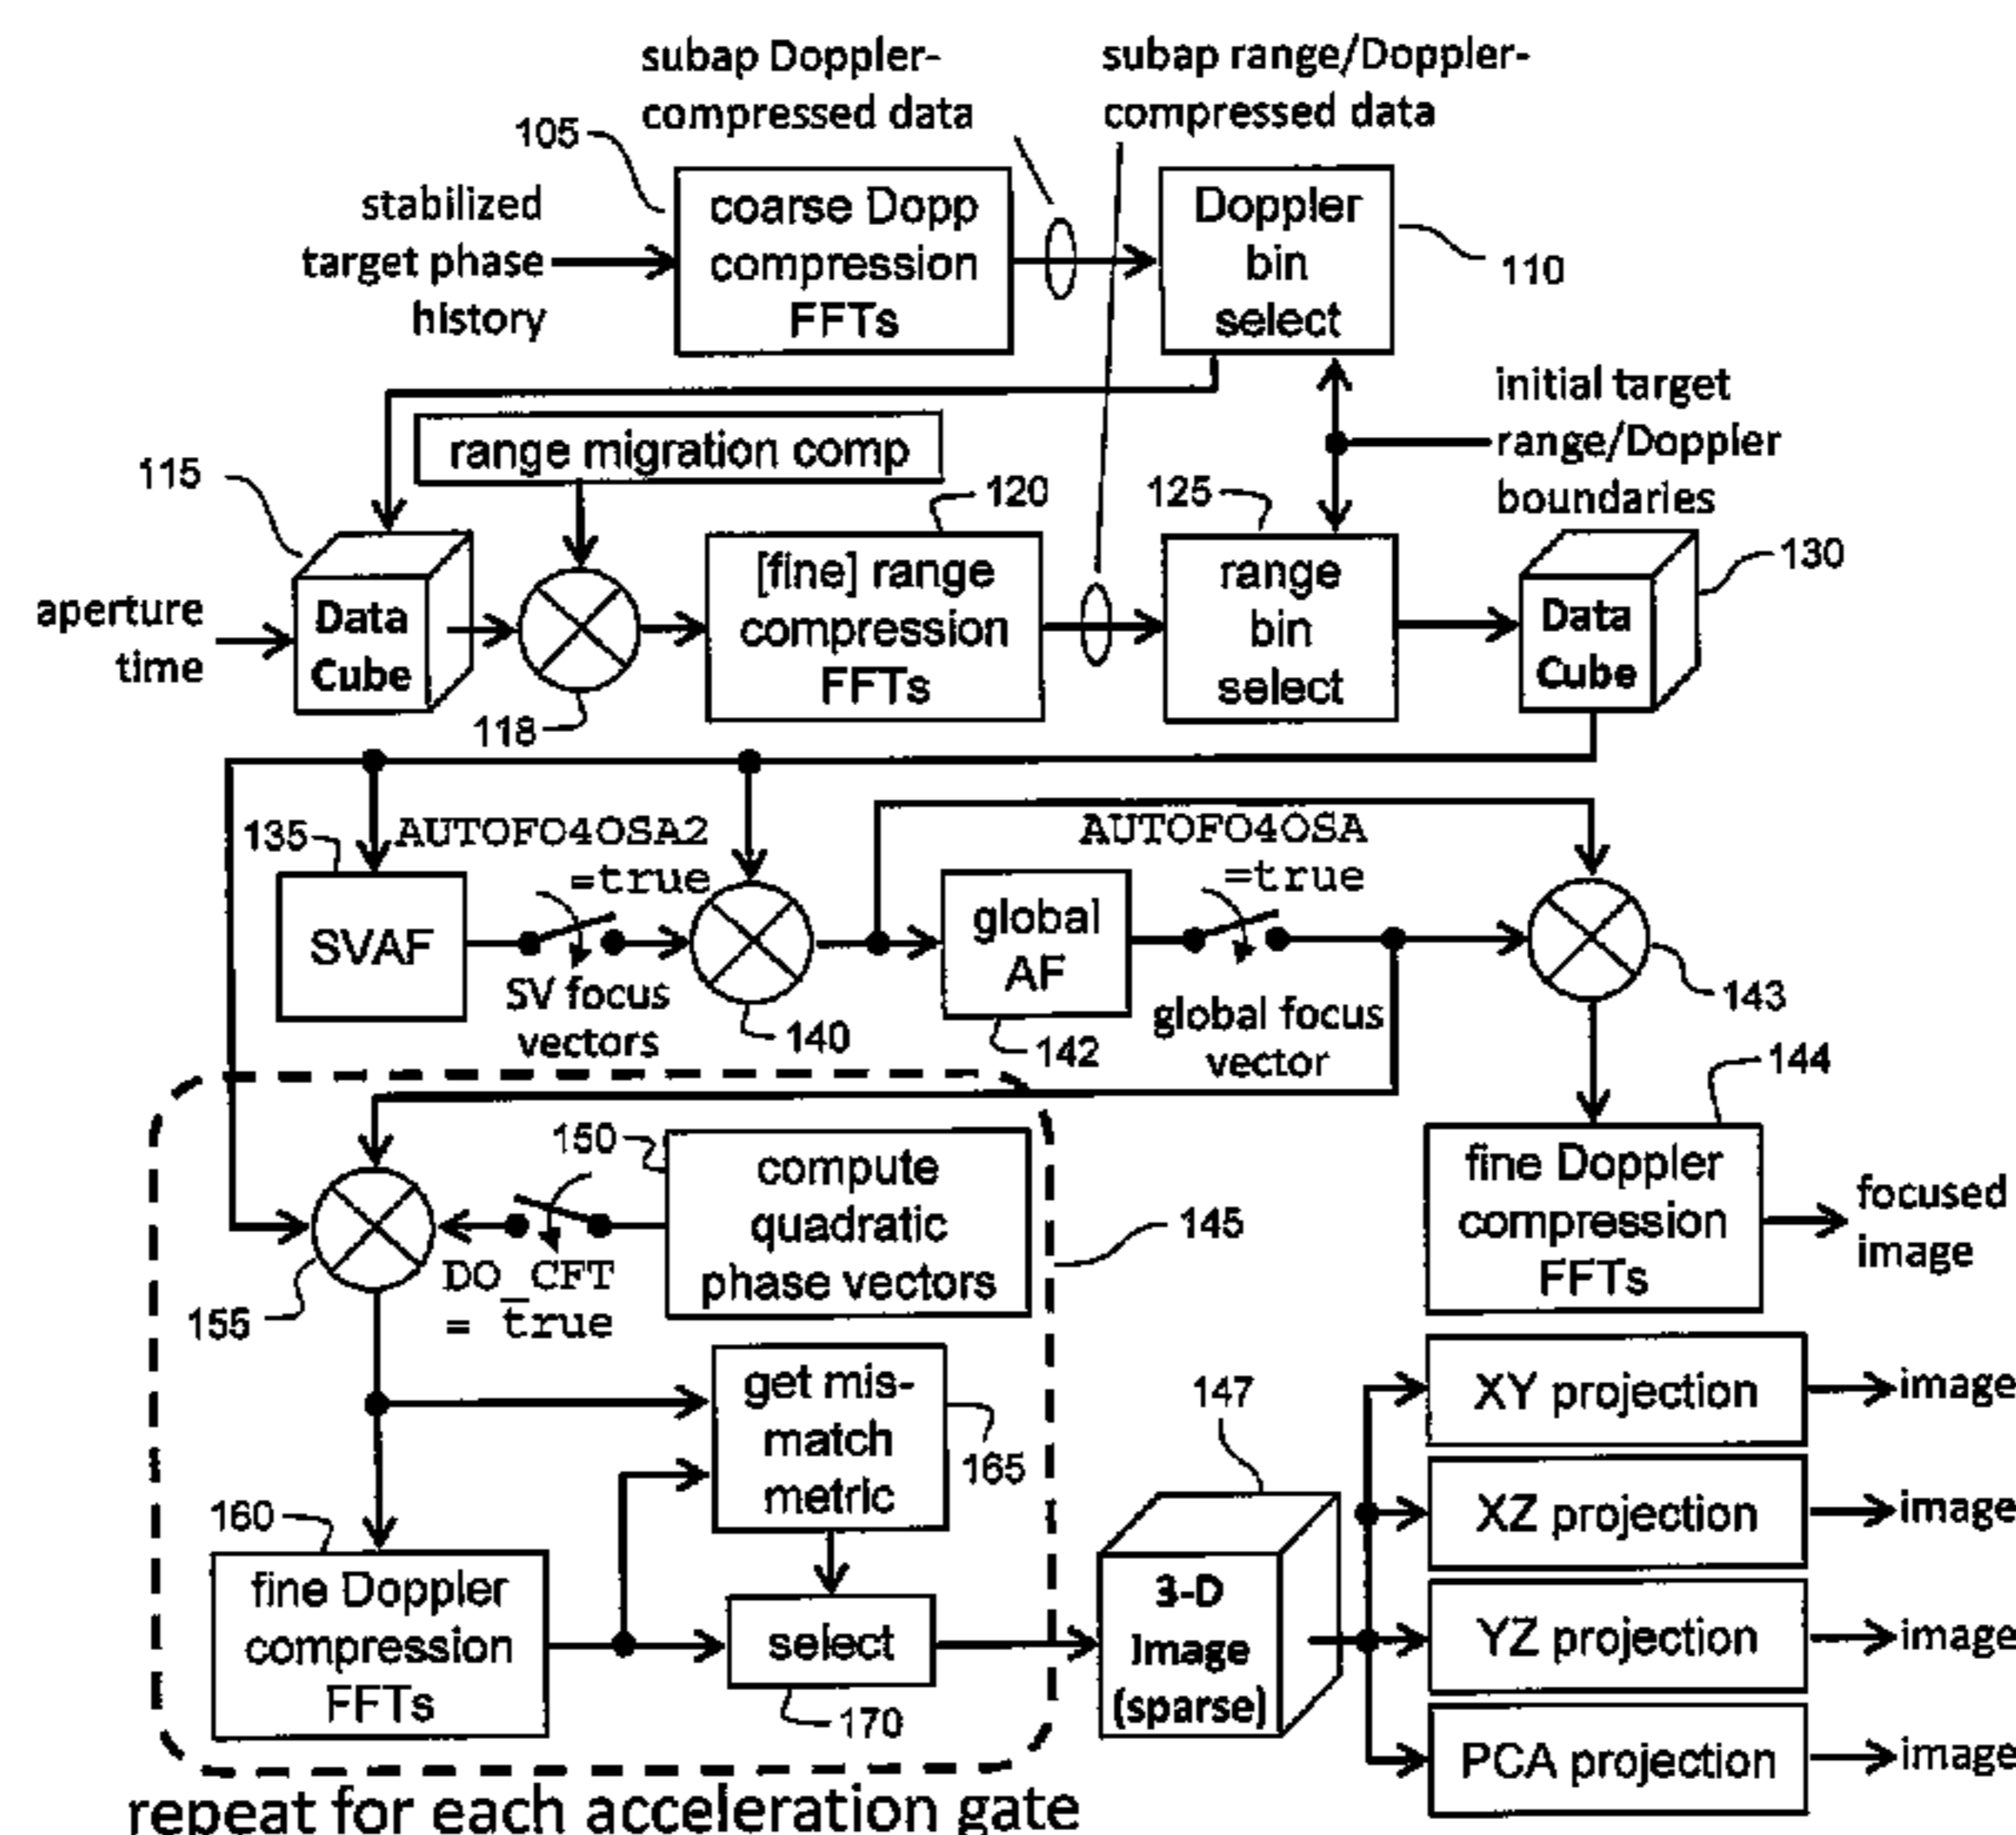 subap Doppler-
compressed data
subap range/Doppler-
compressed data
105
stabilized
target phase
history
coarse Dopp
compression
FFTs
Doppler
bin
select
110
initial target
range/Doppler
boundaries
range migration comp
115
120
125
130
aperture
time
Data
Cube
118
[fine] range
compression
FFTs
range
bin
select
Data
Cube
135
AUTOFO4OSA2
=true
AUTOFO4OSA
=true
SVAF
SV focus
vectors
140
global
AF
142
global focus
vector
143
144
150
compute
quadratic
phase vectors
145
fine Doppler
compression
FFTs
focused
image
155
DO_CFT
= true
get mis-
match
metric
165
147
XY projection
image
XZ projection
image
YZ projection
image
PCA projection
image
160
fine Doppler
compression
FFTs
select
170
3-D
Image
(sparse)
repeat for each acceleration gate